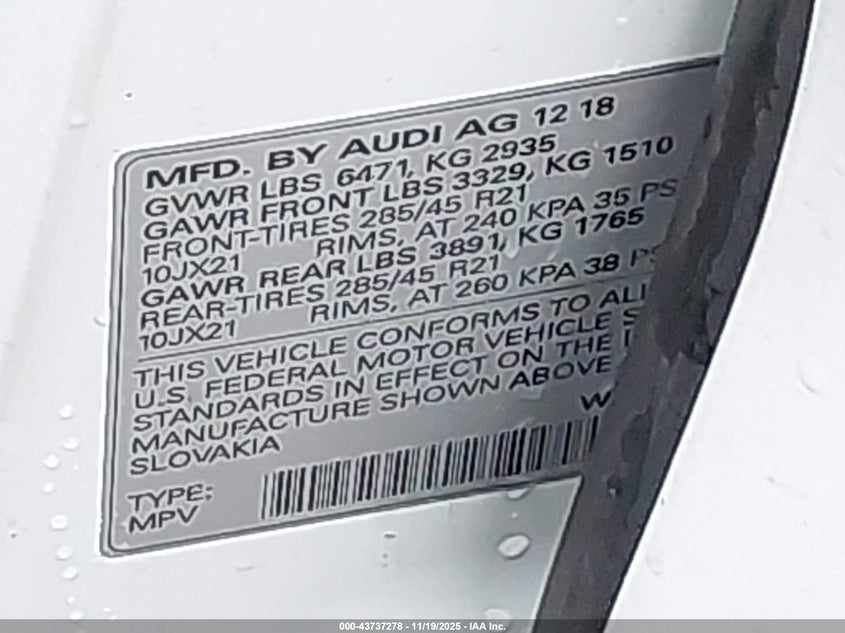 MFD. BY AUDI AG 12 18
GVWR LBS 6471, KG 2935
GAWR FRONT LBS 3329, KG 1510
FRONT-TIRES 285/45 R21
10JX21 RIMS, AT 240 KPA 35 PS
GAWR REAR LBS 3891, KG 1765
REAR-TIRES 285/45 R21
10JX21 RIMS, AT 260 KPA 38 PS
THIS VEHICLE CONFORMS TO ALL
U.S. FEDERAL MOTOR VEHICLE S
STANDARDS IN EFFECT ON THE
MANUFACTURE SHOWN ABOVE
W
SLOVAKIA
TYPE:
MPV
000-43737278 - 11/19/2025 - IAA Inc.